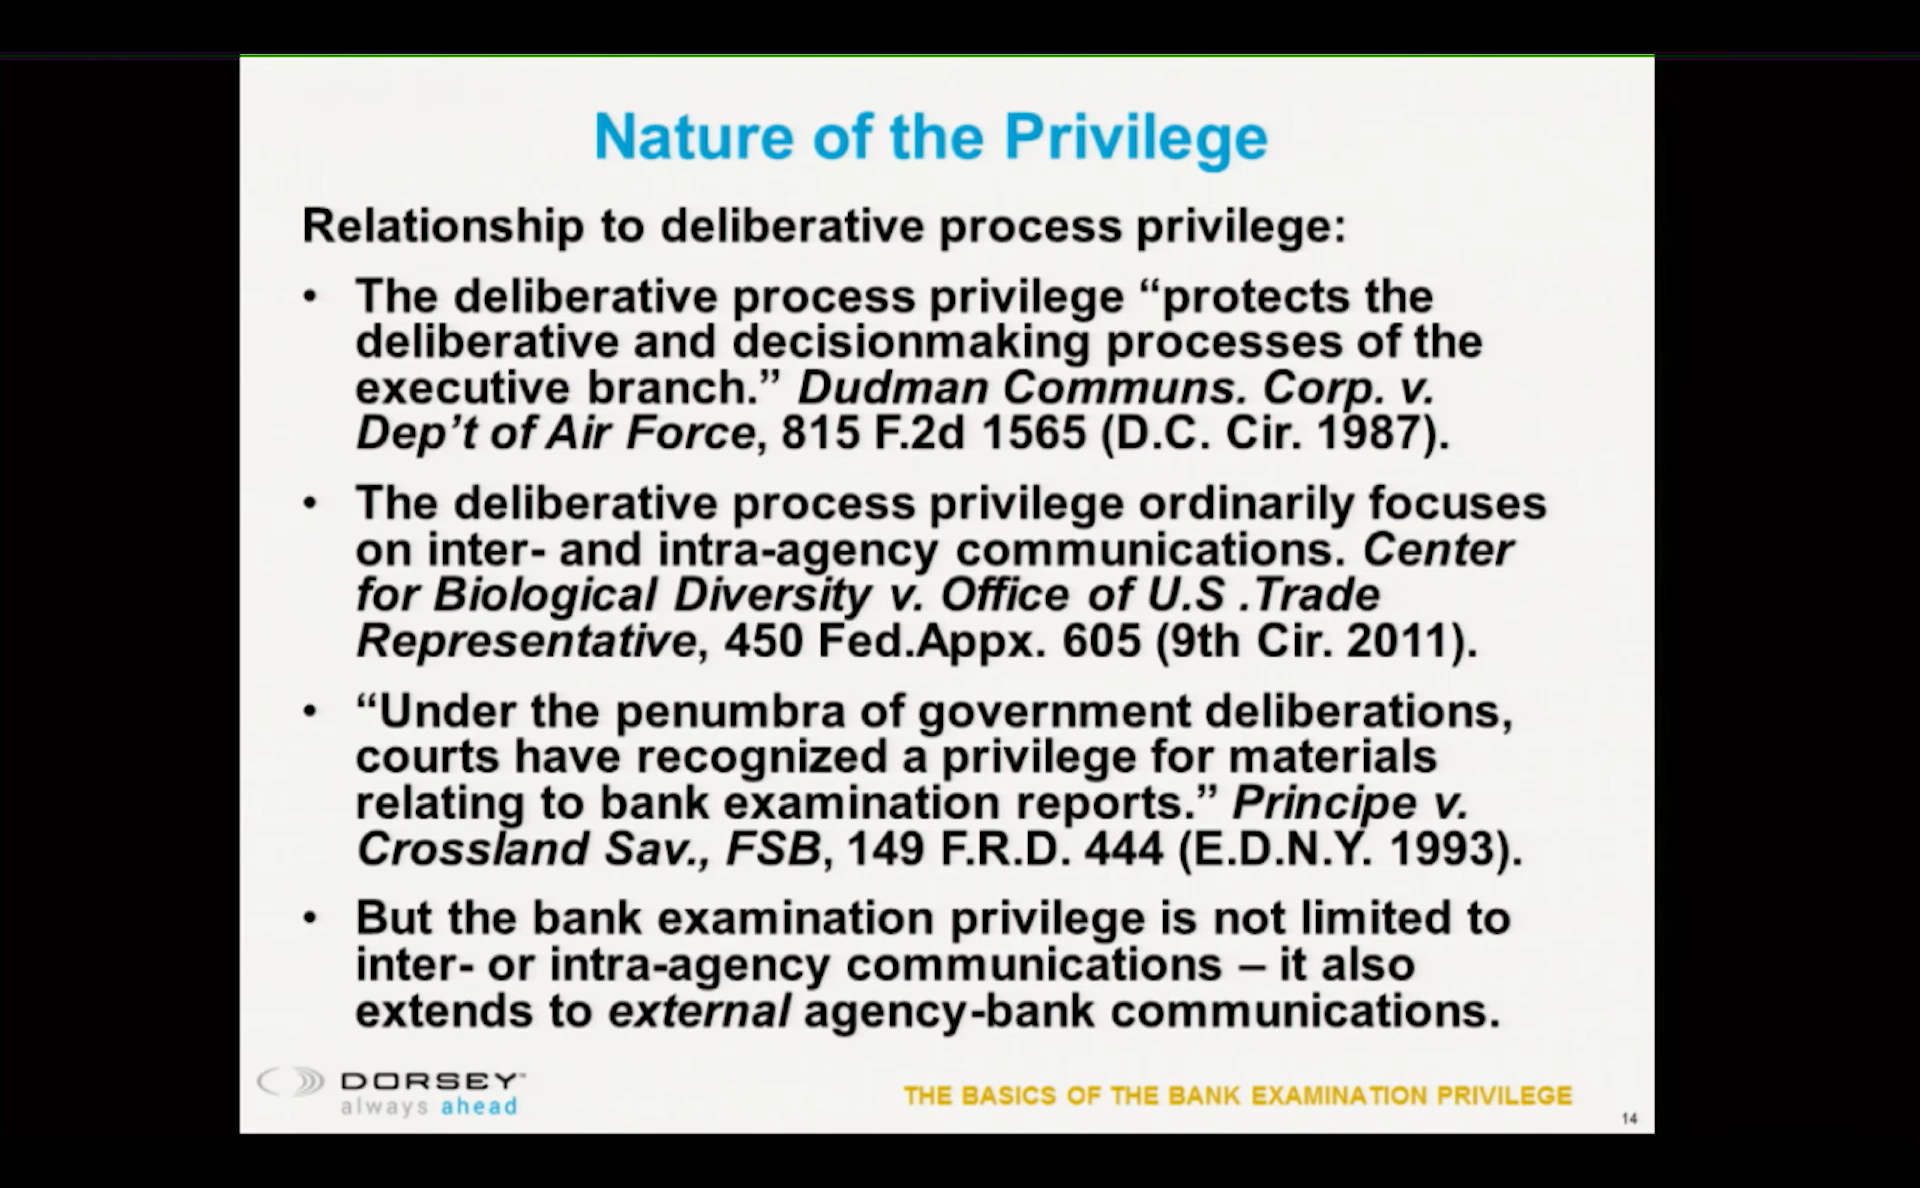 Nature of the Privilege
Relationship to deliberative process privilege:
• The deliberative process privilege “protects the
deliberative and decisionmaking processes of the
executive branch.” Dudman Communs. Corp. v.
Dep’t of Air Force, 815 F.2d 1565 (D.C. Cir. 1987).
• The deliberative process privilege ordinarily focuses
on inter- and intra-agency communications. Center
for Biological Diversity v. Office of U.S .Trade
Representative, 450 Fed.Appx. 605 (9th Cir. 2011).
• “Under the penumbra of government deliberations,
courts have recognized a privilege for materials
relating to bank examination reports.” Principe v.
Crossland Sav., FSB, 149 F.R.D. 444 (E.D.N.Y. 1993).
• But the bank examination privilege is not limited to
inter- or intra-agency communications – it also
extends to external agency-bank communications.
DORSEY™
always ahead
THE BASICS OF THE BANK EXAMINATION PRIVILEGE
14